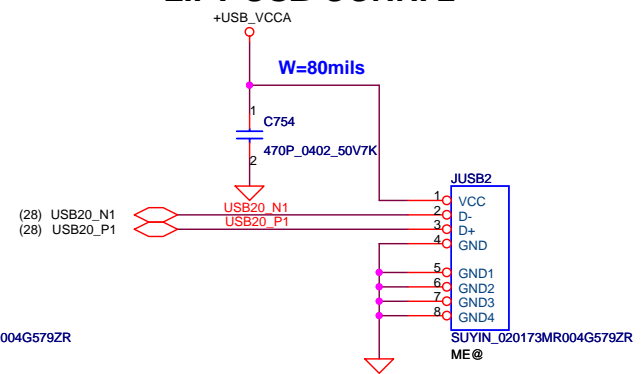 +USB_VCCA
W=80mils
1
C754
470P_0402_50V7K
2
JUSB2
(28) USB20_N1
USB20_N1
(28) USB20_P1
USB20_P1
1 VCC
2 D-
3 D+
4 GND
5 GND1
6 GND2
7 GND3
8 GND4
004G579ZR
SUYIN_020173MR004G579ZR
ME@